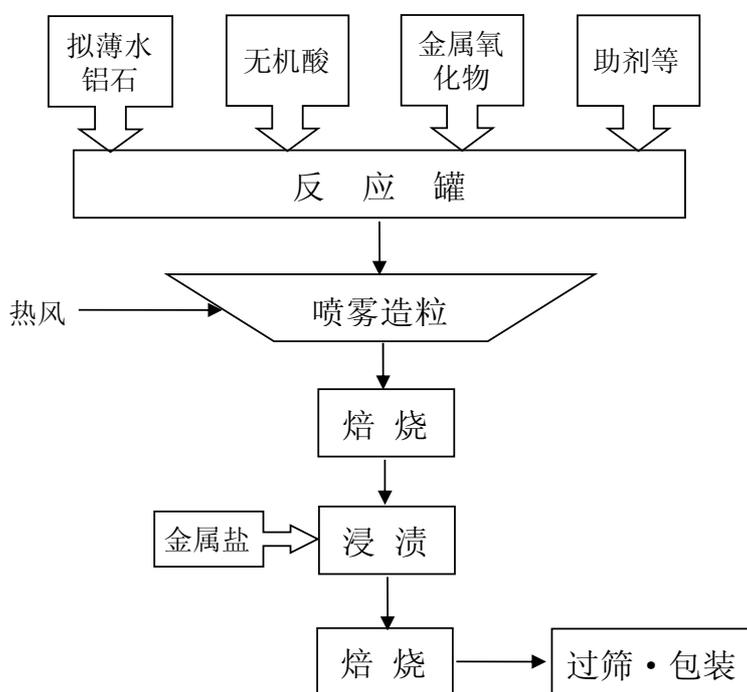 拟薄水
铝石
无机酸
金属氧
化物
助剂等
反 应 罐
热风
喷雾造粒
焙 烧
金属盐
浸 渍
焙 烧
过筛·包装